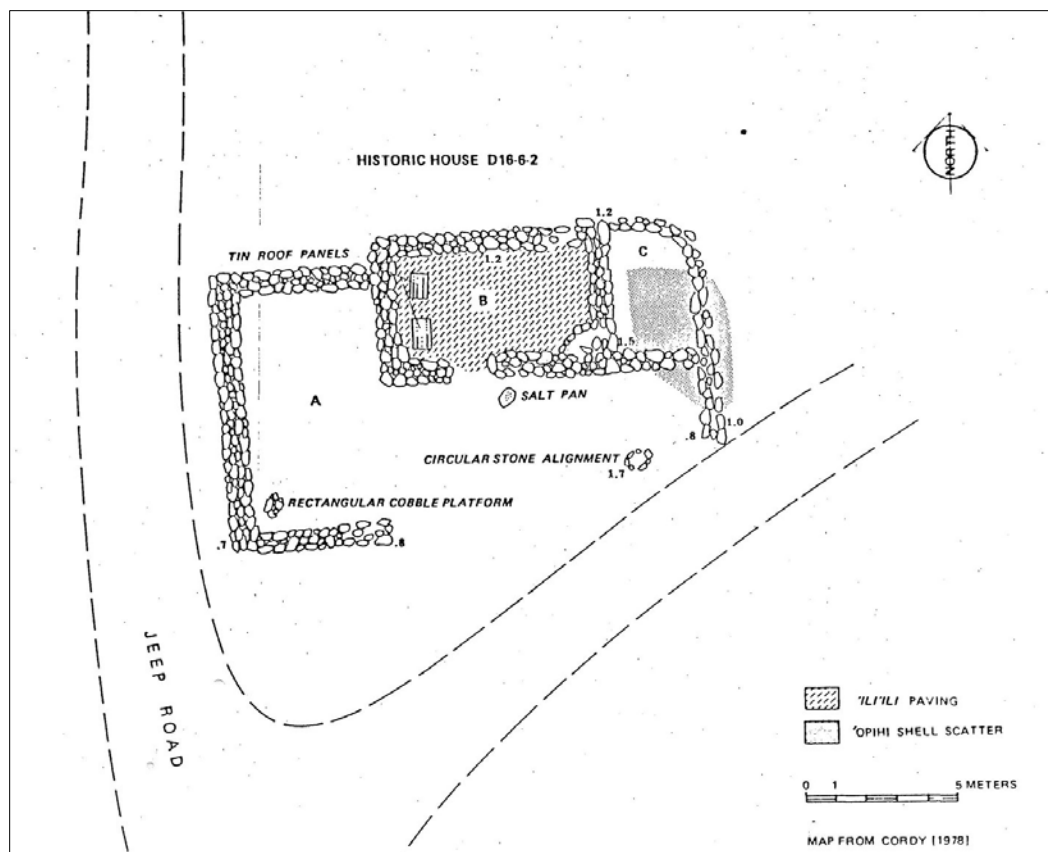 HISTORIC HOUSE D16-6-2
NORTH
TIN ROOF PANELS
1.2
1.2
C
B
1.5
A
SALT PAN
CIRCULAR STONE ALIGNMENT
.8
1.0
1.7
RECTANGULAR COBBLE PLATFORM
.7
.8
JEEP ROAD
'ILI'ILI PAVING
'OPIHI SHELL SCATTER
0 1 5 METERS
MAP FROM CORDY [1978]